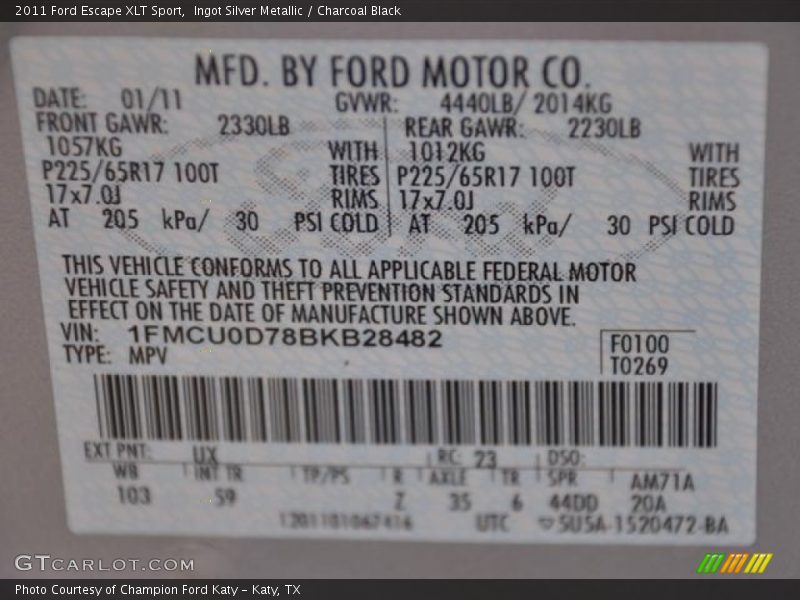 2011 Ford Escape XLT Sport,  Ingot Silver Metallic / Charcoal Black
MFD. BY FORD MOTOR CO.
DATE: 01/11 GVWR: 4440LB/ 2014KG
FRONT GAWR: 2330LB REAR GAWR: 2230LB
1057KG WITH 1012KG WITH
P225/65R17 100T TIRES P225/65R17 100T TIRES
17x7.0J RIMS 17x7.0J RIMS
AT 205 kPa/ 30 PSI COLD AT 205 kPa/ 30 PSI COLD
THIS VEHICLE CONFORMS TO ALL APPLICABLE FEDERAL MOTOR
VEHICLE SAFETY AND THEFT PREVENTION STANDARDS IN
EFFECT ON THE DATE OF MANUFACTURE SHOWN ABOVE.
VIN: 1FMCU0D78BKB28482 F0100
TYPE: MPV T0269
EXT PNT: UX RC: 23 DSO:
WB INT TR TP/PS R AXLE TR SPR AM71A
103 S9 Z 35 6 44DD 20A
1201101067416 UTC 5U5A-1520472-BA
GTCARLOT.COM
Photo Courtesy of Champion Ford Katy - Katy, TX